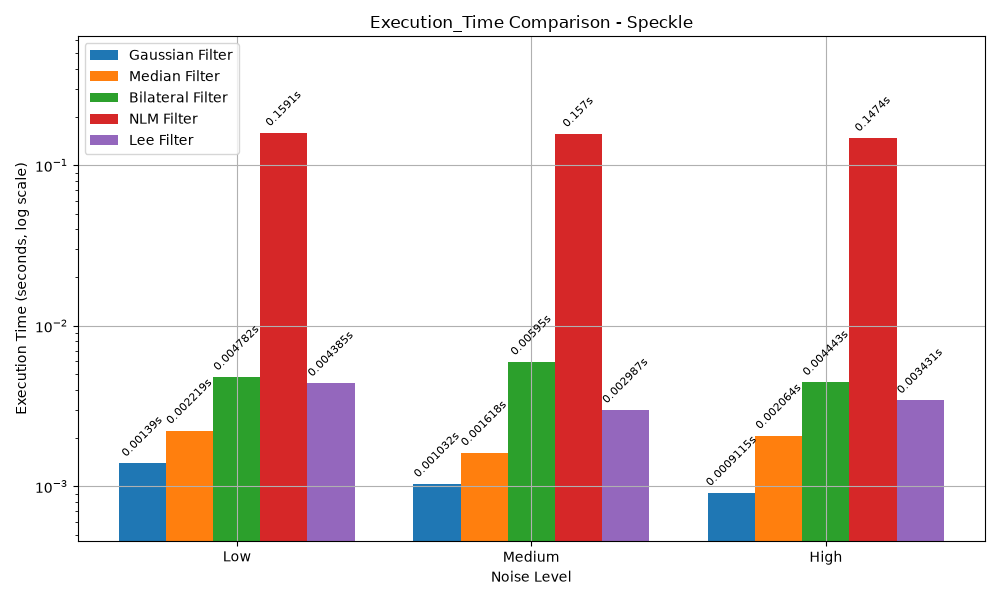 Execution_Time Comparison - Speckle
Gaussian Filter
Median Filter
Bilateral Filter
NLM Filter
Lee Filter
Execution Time (seconds, log scale)
10⁻¹
10⁻²
10⁻³
0.00139s
0.002219s
0.004782s
0.1591s
0.004385s
0.001032s
0.001618s
0.00595s
0.157s
0.002987s
0.0009115s
0.002064s
0.004443s
0.1474s
0.003431s
Low
Medium
High
Noise Level